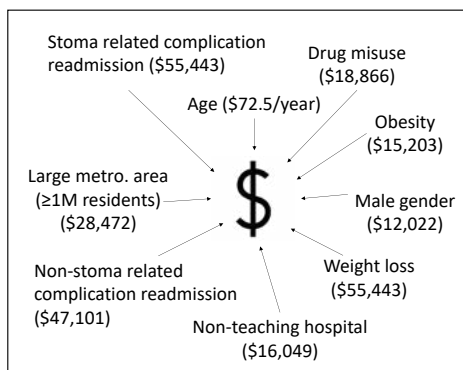 Stoma related complication
readmission ($55,443)
Drug misuse
($18,866)
Age ($72.5/year)
Obesity
($15,203)
Large metro. area
(≥1M residents)
($28,472)
$
Male gender
($12,022)
Non-stoma related
complication readmission
($47,101)
Weight loss
($55,443)
Non-teaching hospital
($16,049)